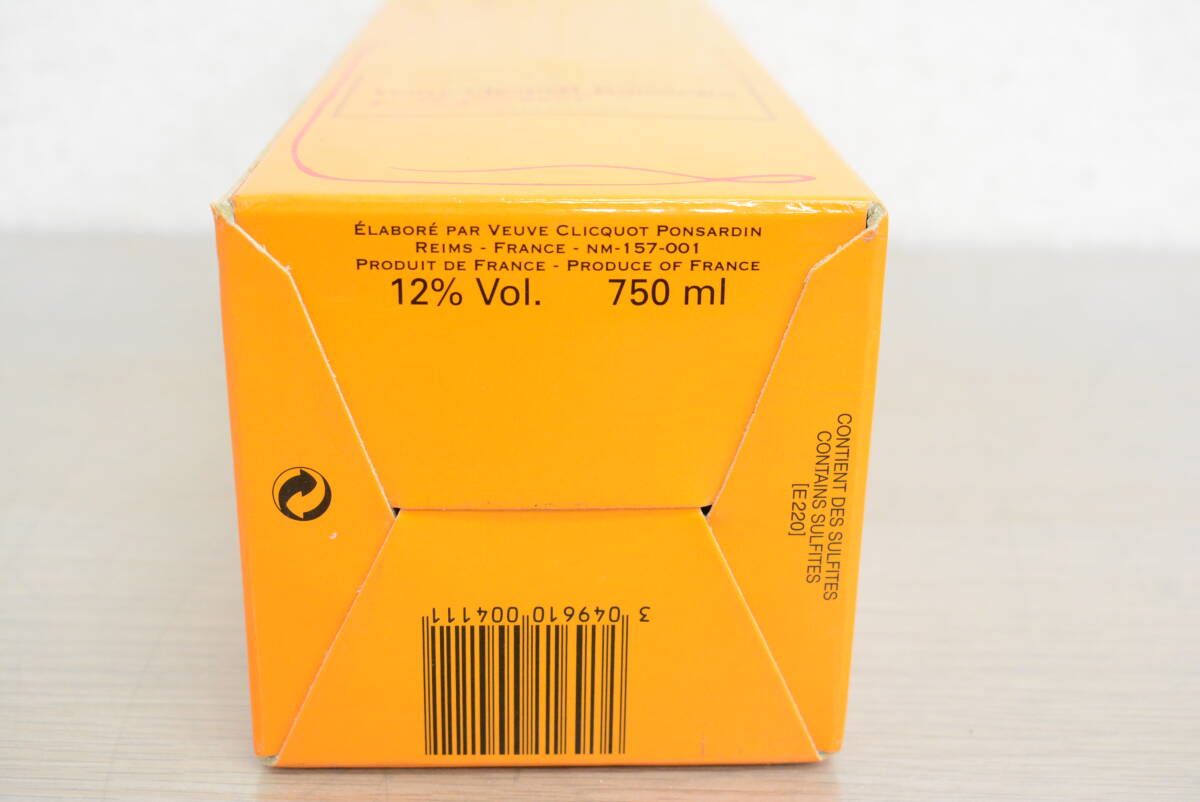 ÉLABORÉ PAR VEUVE CLICQUOT PONSARDIN
REIMS - FRANCE - NM-157-001
PRODUIT DE FRANCE - PRODUCE OF FRANCE
12% Vol. 750 ml
CONTIENT DES SULFITES
CONTAINS SULFITES
[E220]
3 049610 004111